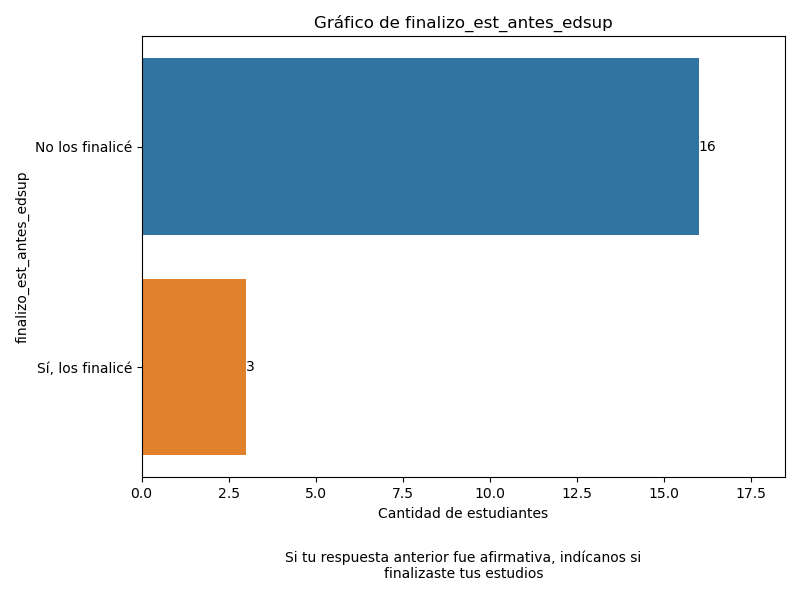 Gráfico de finalizo_est_antes_edsup
finalizo_est_antes_edsup
No los finalicé
16
Sí, los finalicé
3
0.0 2.5 5.0 7.5 10.0 12.5 15.0 17.5
Cantidad de estudiantes
Si tu respuesta anterior fue afirmativa, indícanos si
finalizaste tus estudios